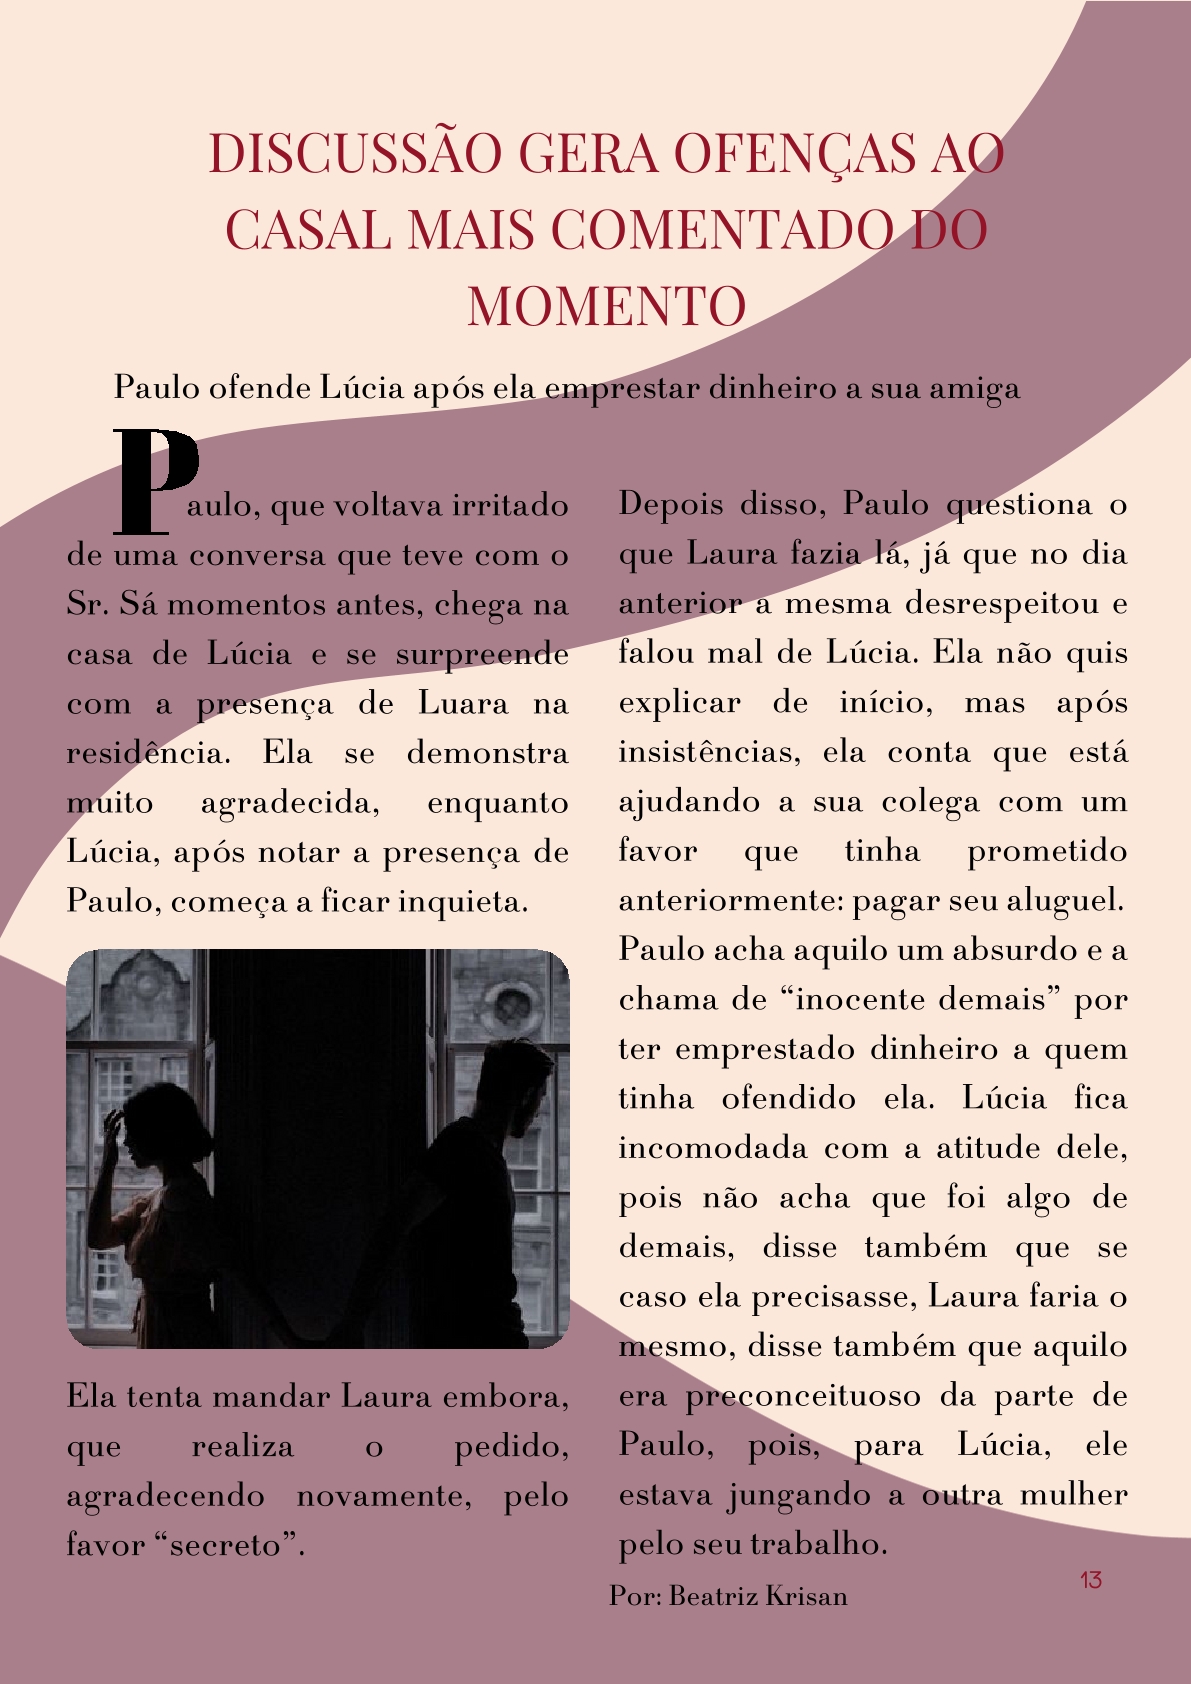 DISCUSSÃO GERA OFENÇAS AO
CASAL MAIS COMENTADO DO
MOMENTO
Paulo ofende Lúcia após ela emprestar dinheiro a sua amiga
Paulo, que voltava irritado
de uma conversa que teve com o
Sr. Sá momentos antes, chega na
casa de Lúcia e se surpreende
com a presença de Luara na
residência. Ela se demonstra
muito agradecida, enquanto
Lúcia, após notar a presença de
Paulo, começa a ficar inquieta.
Ela tenta mandar Laura embora,
que realiza o pedido,
agradecendo novamente, pelo
favor “secreto”.
Depois disso, Paulo questiona o
que Laura fazia lá, já que no dia
anterior a mesma desrespeitou e
falou mal de Lúcia. Ela não quis
explicar de início, mas após
insistências, ela conta que está
ajudando a sua colega com um
favor que tinha prometido
anteriormente: pagar seu aluguel.
Paulo acha aquilo um absurdo e a
chama de “inocente demais” por
ter emprestado dinheiro a quem
tinha ofendido ela. Lúcia fica
incomodada com a atitude dele,
pois não acha que foi algo de
demais, disse também que se
caso ela precisasse, Laura faria o
mesmo, disse também que aquilo
era preconceituoso da parte de
Paulo, pois, para Lúcia, ele
estava jungando a outra mulher
pelo seu trabalho.
Por: Beatriz Krisan
13